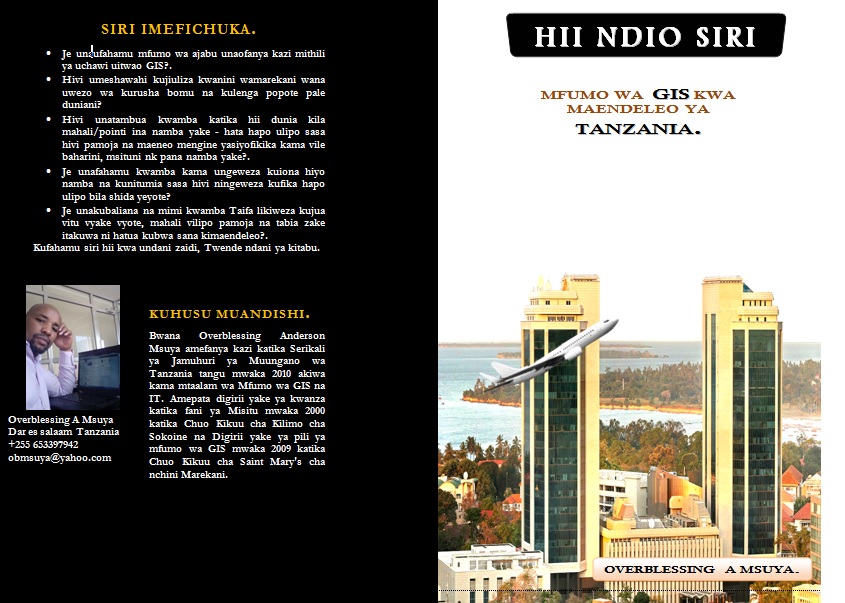 SIRI IMEFICHUKA.
• Je unaufahamu mfumo wa ajabu unaofanya kazi mithili
ya uchawi uitwao GIS?.
• Hivi umeshawahi kujiuliza kwanini wamarekani wana
uwezo wa kurusha bomu na kulenga popote pale
duniani?
• Hivi unatambua kwamba katika hii dunia kila
mahali/pointi ina namba yake - hata hapo ulipo sasa
hivi pamoja na maeneo mengine yasiyofikika kama vile
baharini, msituni nk pana namba yake?.
• Je unafahamu kwamba kama ungeweza kuiona hiyo
namba na kunitumia sasa hivi ningeweza kufika hapo
ulipo bila shida yeyote?
• Je unakubaliana na mimi kwamba Taifa likiweza kujua
vitu vyake vyote, mahali vilipo pamoja na tabia zake
itakuwa ni hatua kubwa sana kimaendeleo?.
Kufahamu siri hii kwa undani zaidi, Twende ndani ya kitabu.
KUHUSU MUANDISHI.
Bwana Overblessing Anderson
Msuya amefanya kazi katika Serikali
ya Jamuhuri ya Muungano wa
Tanzania tangu mwaka 2010 akiwa
kama mtaalam wa Mfumo wa GIS na
IT. Amepata digirii yake ya kwanza
katika fani ya Misitu mwaka 2000
katika Chuo Kikuu cha Kilimo cha
Sokoine na Digirii yake ya pili ya
mfumo wa GIS mwaka 2009 katika
Chuo Kikuu cha Saint Mary's cha
nchini Marekani.
Overblessing A Msuya
Dar es salaam Tanzania
+255 653397942
obmsuya@yahoo.com
HII NDIO SIRI
MFUMO WA GIS KWA
MAENDELEO YA
TANZANIA.
OVERBLESSING A MSUYA.